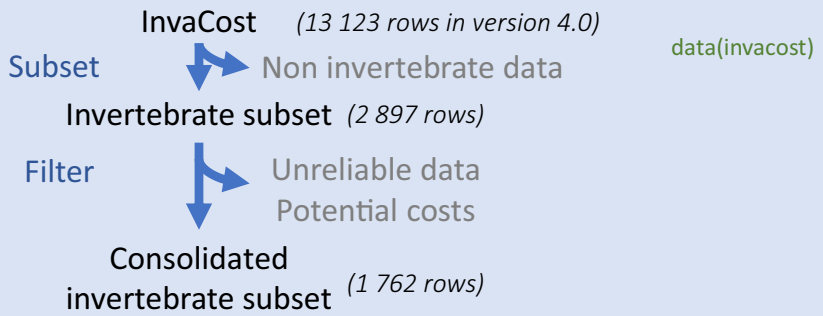 InvaCost (13 123 rows in version 4.0)
data(invacost)
Subset
Non invertebrate data
Invertebrate subset (2 897 rows)
Filter
Unreliable data
Potential costs
Consolidated
invertebrate subset (1 762 rows)